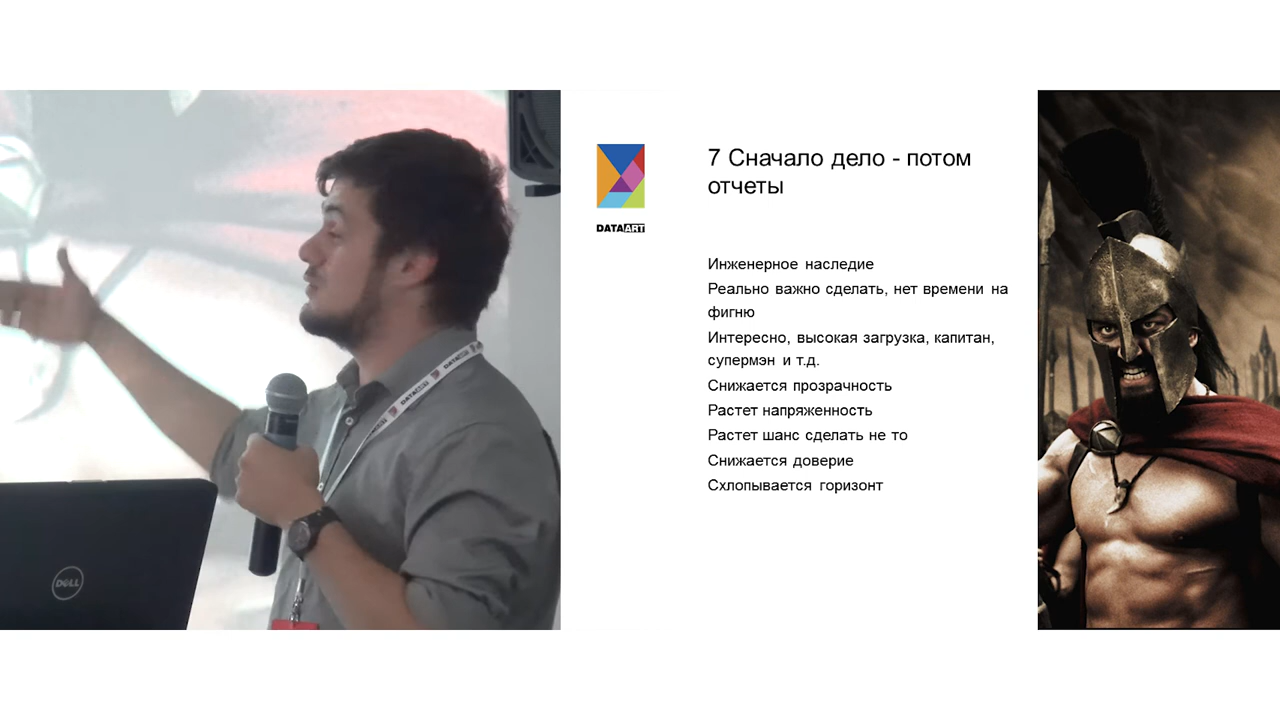 DATAART
7 Сначало дело - потом
отчеты
Инженерное наследие
Реально важно сделать, нет времени на
фигню
Интересно, высокая загрузка, капитан,
супермэн и т.д.
Снижается прозрачность
Растет напряженность
Растет шанс сделать не то
Снижается доверие
Схлопывается горизонт
DATAART
DELL